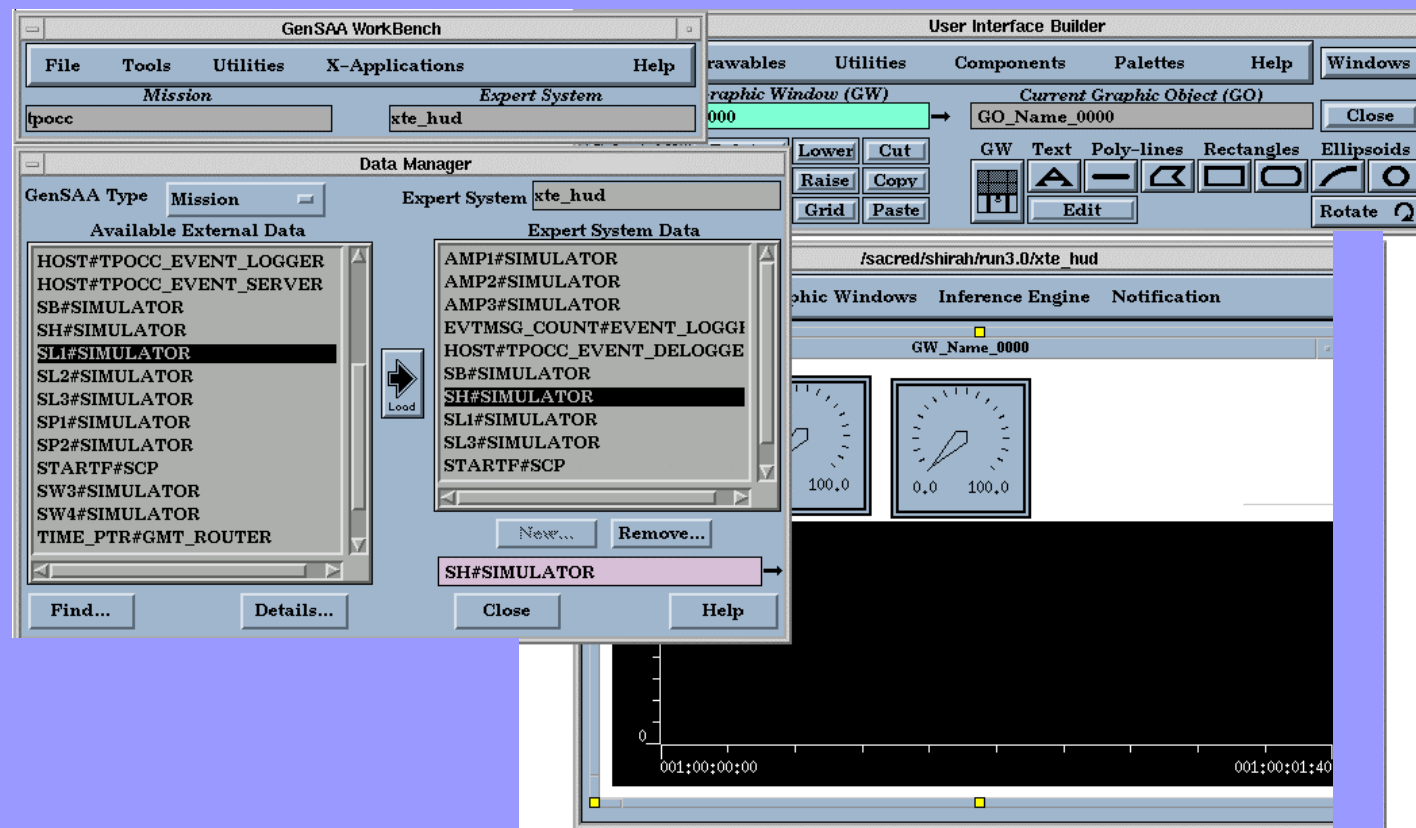 GenSAA WorkBench
File Tools Utilities X-Applications Help
Mission Expert System
tpocc xte_hud
User Interface Builder
rawables Utilities Components Palettes Help Windows
raphic Window (GW) Current Graphic Object (GO)
000 GO_Name_0000 Close
Lower Cut GW Text Poly-lines Rectangles Ellipsoids
Raise Copy
Grid Paste Edit Rotate
Data Manager
GenSAA Type Mission Expert System xte_hud
Available External Data
HOST#TPOCC_EVENT_LOGGER
HOST#TPOCC_EVENT_SERVER
SB#SIMULATOR
SH#SIMULATOR
SL1#SIMULATOR
SL2#SIMULATOR
SL3#SIMULATOR
SP1#SIMULATOR
SP2#SIMULATOR
STARTF#SCP
SW3#SIMULATOR
SW4#SIMULATOR
TIME_PTR#GMT_ROUTER
Load
Expert System Data
AMP1#SIMULATOR
AMP2#SIMULATOR
AMP3#SIMULATOR
EVTMSG_COUNT#EVENT_LOGGE
HOST#TPOCC_EVENT_DELOGGE
SB#SIMULATOR
SH#SIMULATOR
SL1#SIMULATOR
SL3#SIMULATOR
STARTF#SCP
New... Remove...
SH#SIMULATOR
Find... Details... Close Help
/sacred/shirah/run3.0/xte_hud
phic Windows Inference Engine Notification
GW_Name_0000
100.0 0.0 100.0
0
001:00:00:00 001:00:01:40